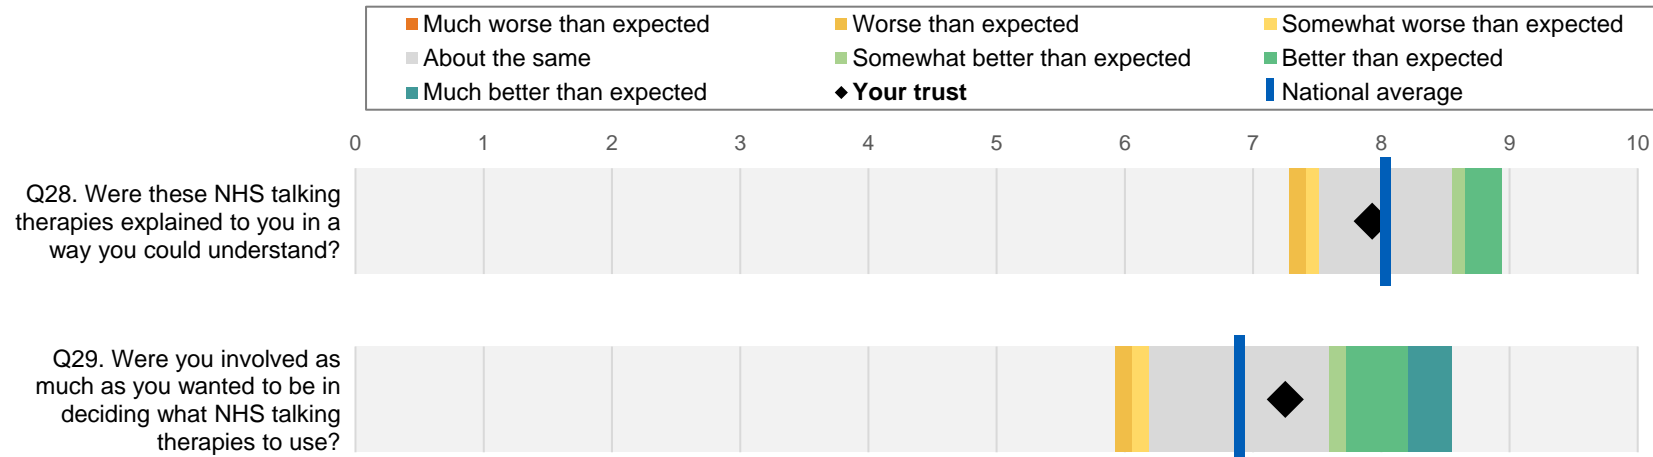 Much worse than expected Worse than expected Somewhat worse than expected
About the same Somewhat better than expected Better than expected
Much better than expected Your trust National average
0 1 2 3 4 5 6 7 8 9 10
Q28. Were these NHS talking
therapies explained to you in a
way you could understand?
Q29. Were you involved as
much as you wanted to be in
deciding what NHS talking
therapies to use?